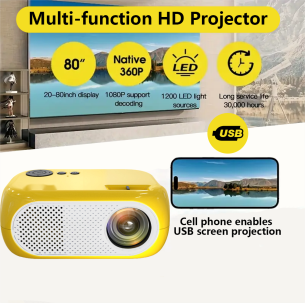 Multi-function HD Projector
80"
Native
360P
LED
20-80inch display
1080P support
decoding
1200 LED light
sources
Long service life
30,000 hours
USB
Cell phone enables
USB screen projection